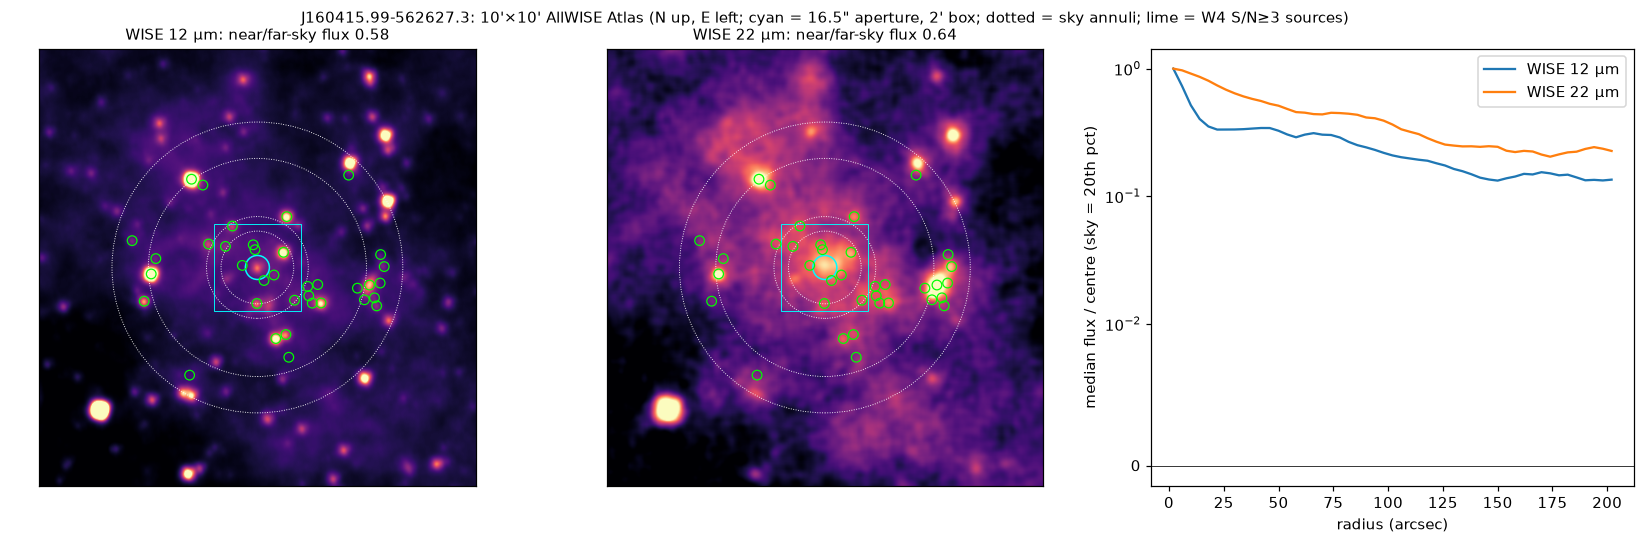 J160415.99-562627.3: 10'×10' AllWISE Atlas (N up, E left; cyan = 16.5" aperture, 2' box; dotted = sky annuli; lime = W4 S/N≥3 sources)
WISE 12 μm: near/far-sky flux 0.58
WISE 22 μm: near/far-sky flux 0.64
WISE 12 μm
WISE 22 μm
median flux / centre (sky = 20th pct)
10⁰
10⁻¹
10⁻²
0
0 25 50 75 100 125 150 175 200
radius (arcsec)